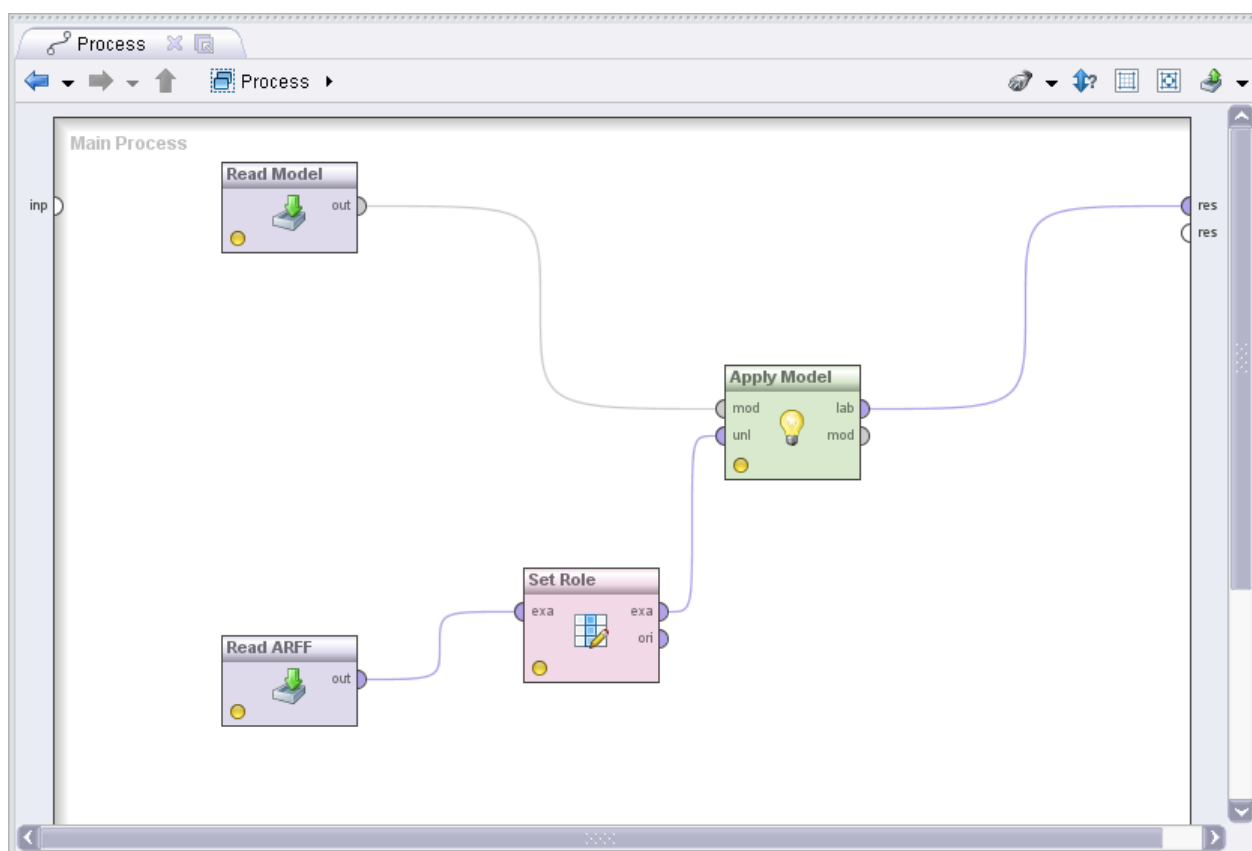 Process
Process
Main Process
Read Model
inp
out
res
res
Apply Model
mod
lab
unl
mod
Set Role
exa
exa
ori
Read ARFF
out